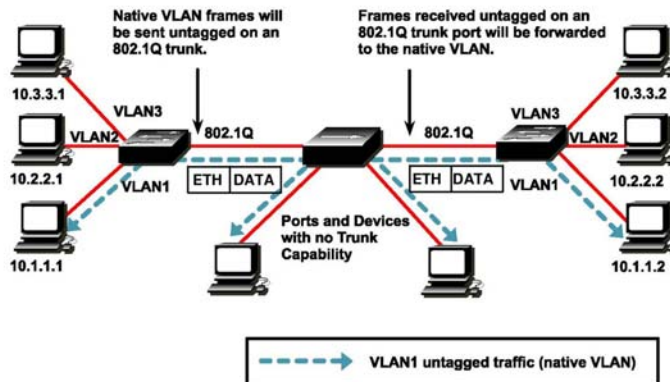 Native VLAN frames will
be sent untagged on an
802.1Q trunk.
Frames received untagged on an
802.1Q trunk port will be forwarded
to the native VLAN.
10.3.3.1
10.3.3.2
VLAN3
VLAN3
VLAN2
802.1Q
802.1Q
VLAN2
10.2.2.1
10.2.2.2
VLAN1
ETH DATA
ETH DATA
VLAN1
Ports and Devices
with no Trunk
Capability
10.1.1.1
10.1.1.2
VLAN1 untagged traffic (native VLAN)